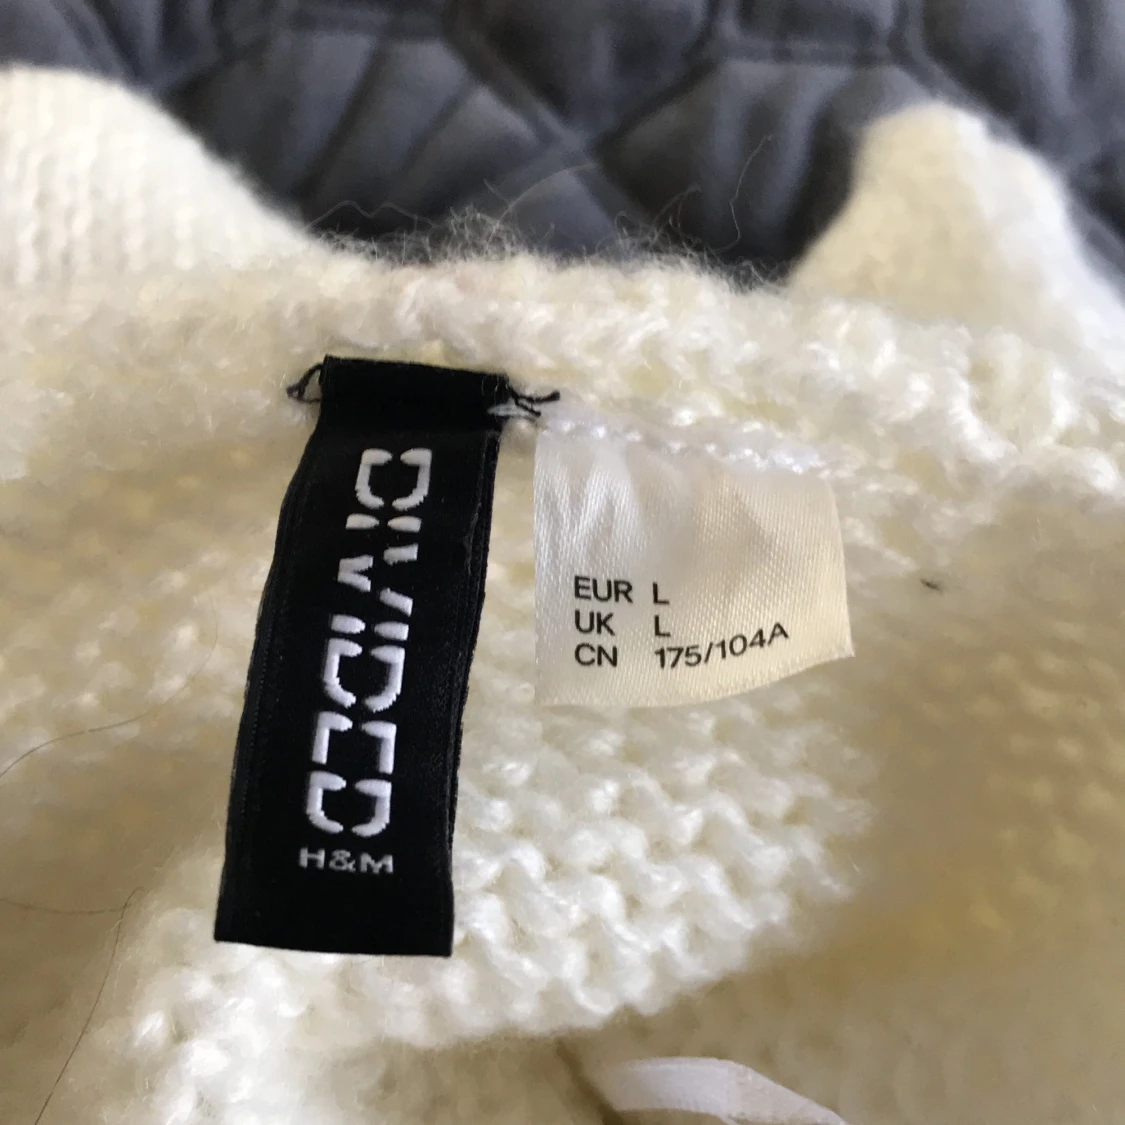 DIVIDED
H&M
EUR L
UK L
CN 175/104A